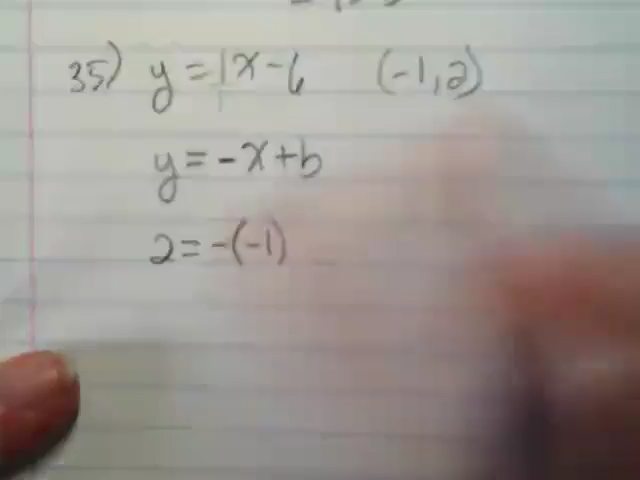 35) y = 1x - 6 (-1, 2)
y = -x + b
2 = -(-1)